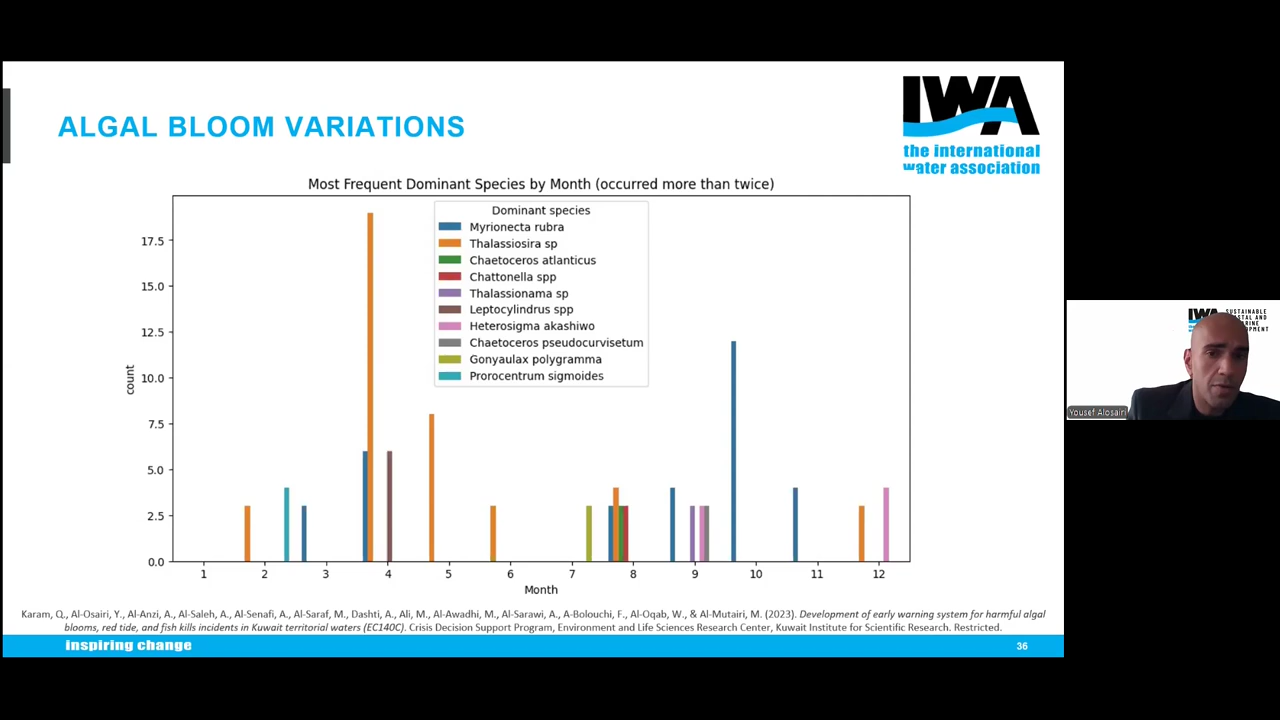 ALGAL BLOOM VARIATIONS
IWA
the international
water association
Most Frequent Dominant Species by Month (occurred more than twice)
Dominant species
Myrionecta rubra
Thalassiosira sp
Chaetoceros atlanticus
Chattonella spp
Thalassionama sp
Leptocylindrus spp
Heterosigma akashiwo
Chaetoceros pseudocurvisetum
Gonyaulax polygramma
Prorocentrum sigmoides
count
17.5
15.0
12.5
10.0
7.5
5.0
2.5
0.0
1 2 3 4 5 6 7 8 9 10 11 12
Month
Karam, Q., Al-Osairi, Y., Al-Anzi, A., Al-Saleh, A., Al-Senafi, A., Al-Saraf, M., Dashti, A., Ali, M., Al-Awadhi, M., Al-Sarawi, A., A-Bolouchi, F., Al-Oqab, W., & Al-Mutairi, M. (2023). Development of early warning system for harmful algal
blooms, red tide, and fish kills incidents in Kuwait territorial waters (EC140C). Crisis Decision Support Program, Environment and Life Sciences Research Center, Kuwait Institute for Scientific Research. Restricted.
inspiring change
36
SUSTAINABLE
Yousef Alosairi